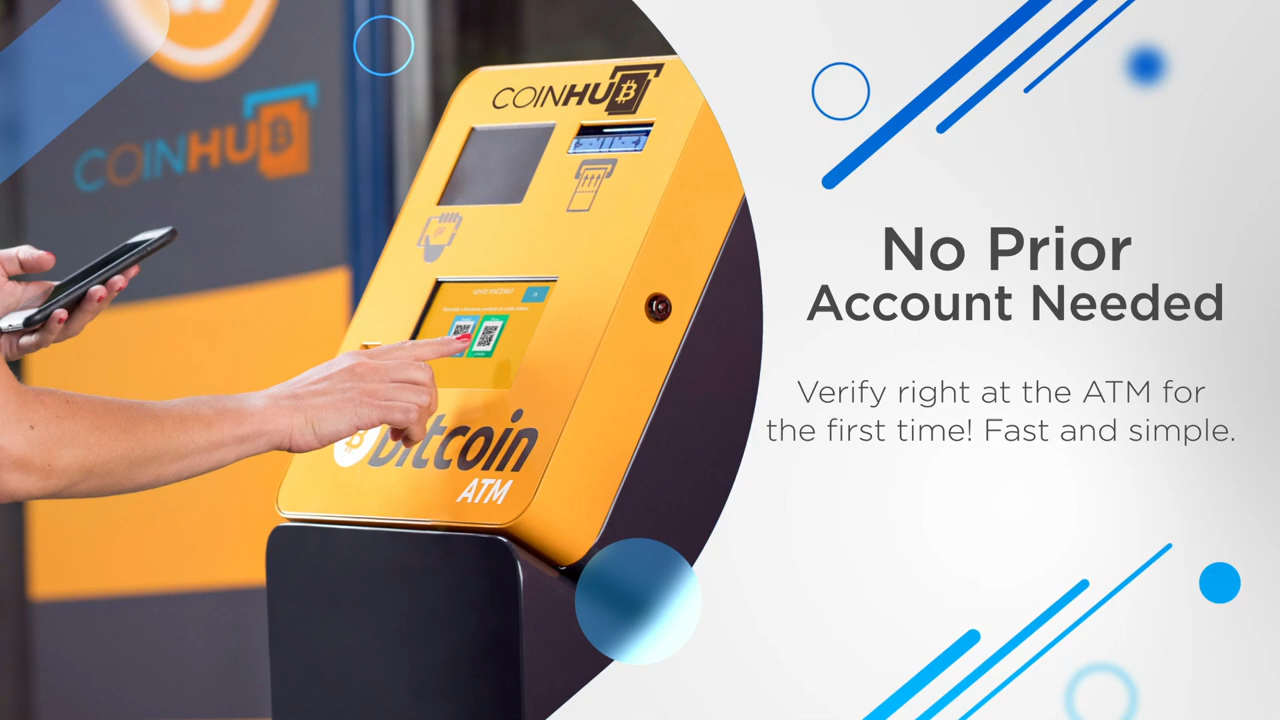 COINHUB
COINHUB
Bitcoin
ATM
No Prior
Account Needed
Verify right at the ATM for
the first time! Fast and simple.